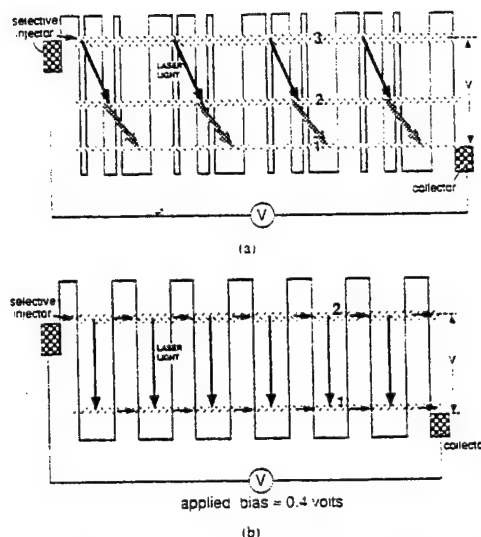 selective
injector
3
LASER
LIGHT
2
1
V
collector
V
(a)
selective
injector
2
LASER
LIGHT
V
1
collector
V
applied bias = 0.4 volts
(b)